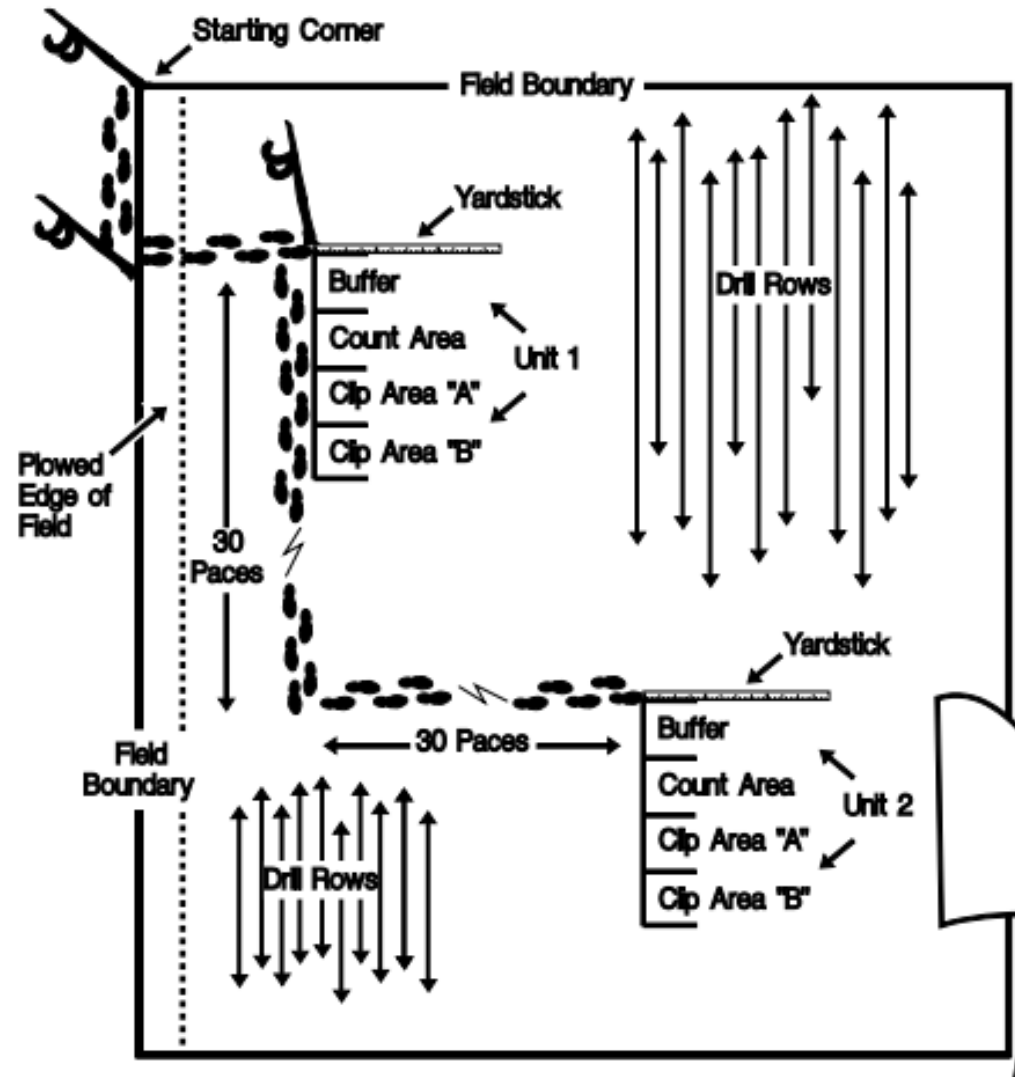 Starting Corner
Field Boundary
Yardstick
Buffer
Count Area
Clip Area "A"
Clip Area "B"
Unit 1
Drill Rows
Plowed
Edge of
Field
30
Paces
Yardstick
30 Paces
Buffer
Count Area
Clip Area "A"
Clip Area "B"
Unit 2
Field
Boundary
Drill Rows